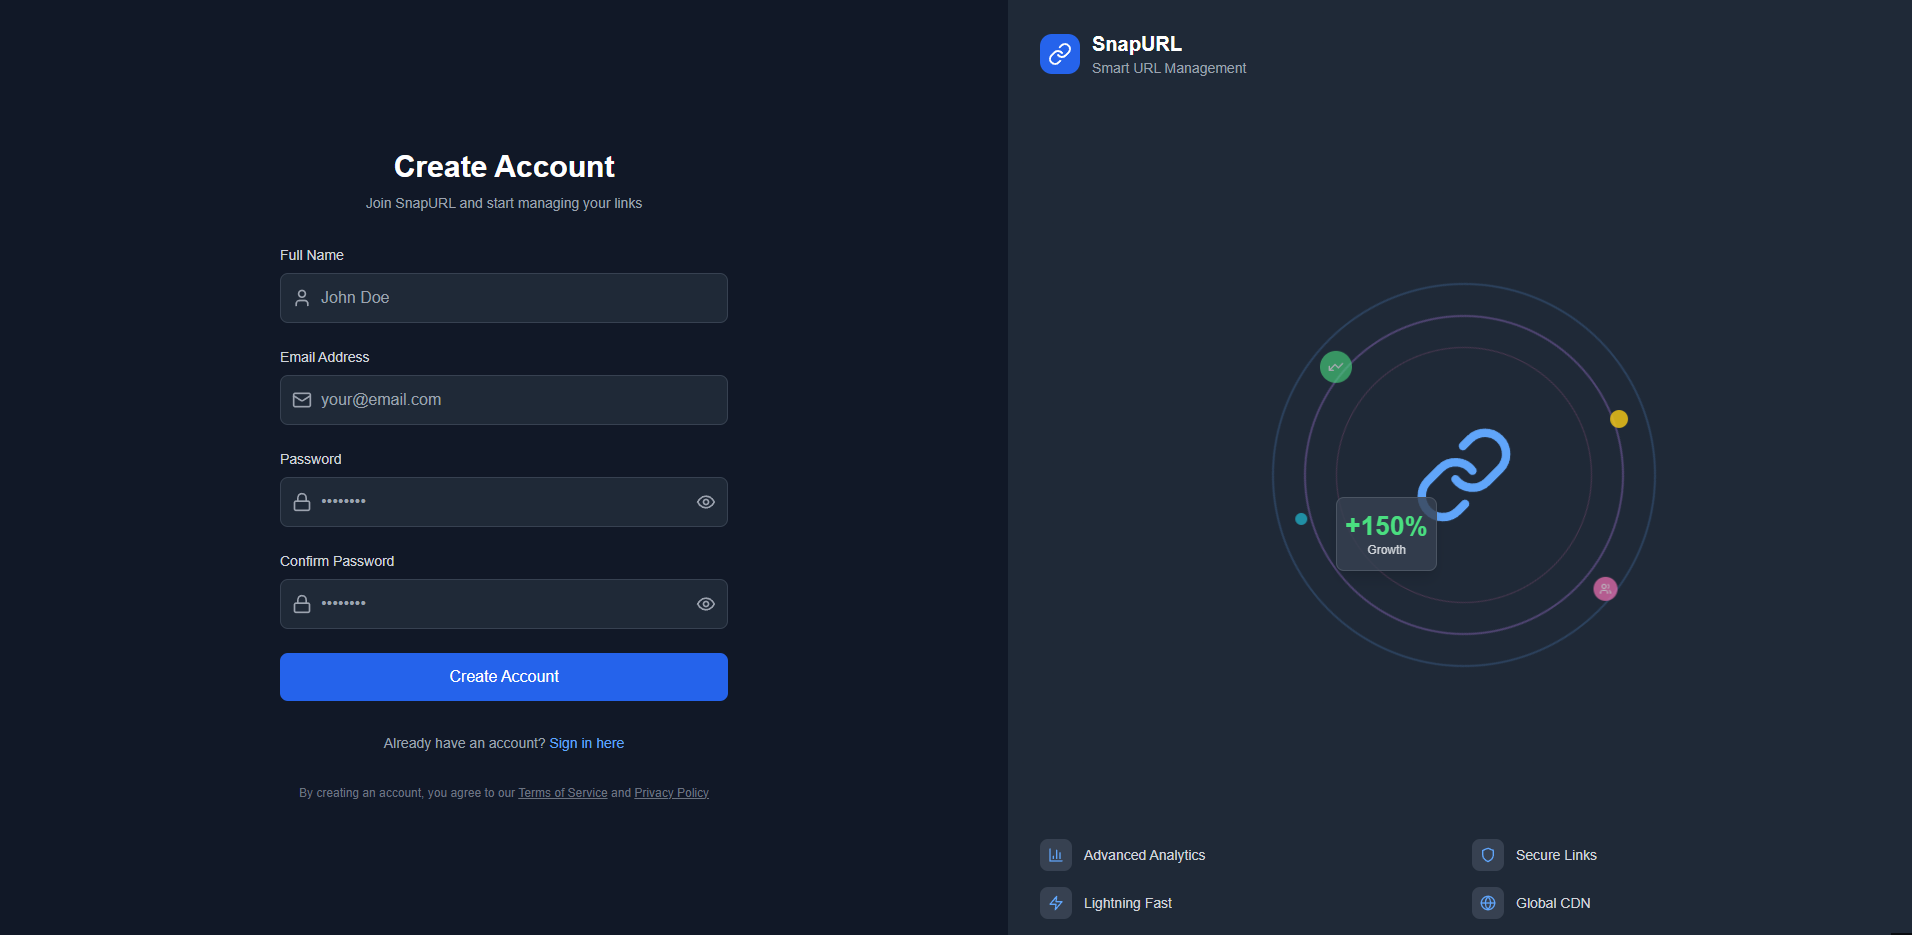 Create Account
Join SnapURL and start managing your links
Full Name
John Doe
Email Address
your@email.com
Password
••••••••
Confirm Password
••••••••
Create Account
Already have an account? Sign in here
By creating an account, you agree to our Terms of Service and Privacy Policy
SnapURL
Smart URL Management
+150%
Growth
Advanced Analytics
Secure Links
Lightning Fast
Global CDN